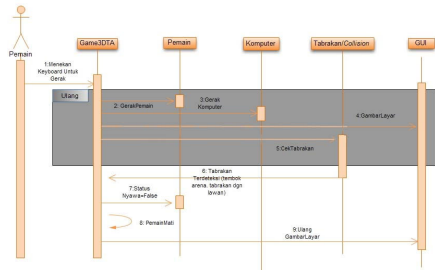 Game3DTA
Pemain
Komputer
Tabrakan/Collision
GUI
Pemain
1:Menekan
Keyboard Untuk
Gerak
Ulang
2: GerakPemain
3:Gerak
Komputer
4:GambarLayar
5:CekTabrakan
6: Tabrakan
Terdeteksi (tembok
arena, tabrakan dgn
lawan)
7:Status
Nyawa=False
8: PemainMati
9:Ulang
GambarLayar